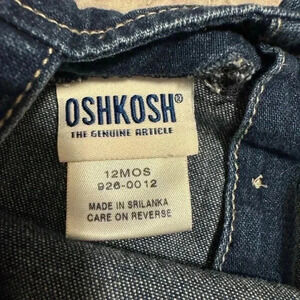 OSHKOSH®
THE GENUINE ARTICLE
12MOS
926-0012
MADE IN SRILANKA
CARE ON REVERSE